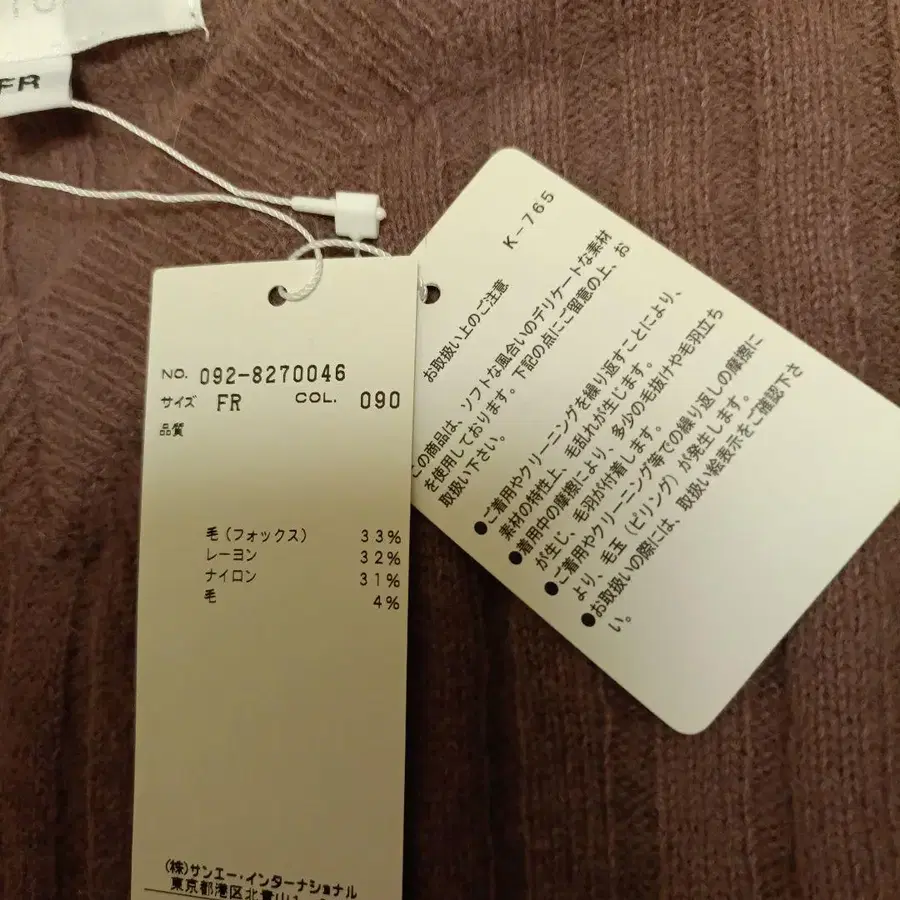 FR
NO. 092-8270046
サイズ FR COL. 090
品質
毛(フォックス) 33%
レーヨン 32%
ナイロン 31%
毛 4%
(株)サンエー・インターナショナル
東京都港区北青山1
K-765
お取扱い上のご注意
この商品は、ソフトな風合いのデリケートな素材
を使用しております。下記の点にご留意の上、お
取扱い下さい。
●ご着用やクリーニングを繰り返すことにより、
素材の特性上、毛乱れが生じます。
●着用中の摩擦により、多少の毛抜けや毛羽立ち
が生じ、毛羽が付着します。
●ご着用やクリーニング等での繰り返しの摩擦に
より、毛玉(ピリング)が発生します。
●お取扱いの際には、取扱い絵表示をご確認下さ
い。